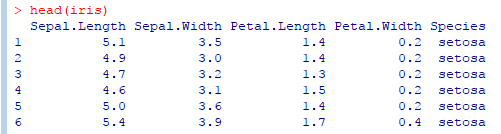 > head(iris)
Sepal.Length Sepal.Width Petal.Length Petal.Width Species
1 5.1 3.5 1.4 0.2 setosa
2 4.9 3.0 1.4 0.2 setosa
3 4.7 3.2 1.3 0.2 setosa
4 4.6 3.1 1.5 0.2 setosa
5 5.0 3.6 1.4 0.2 setosa
6 5.4 3.9 1.7 0.4 setosa